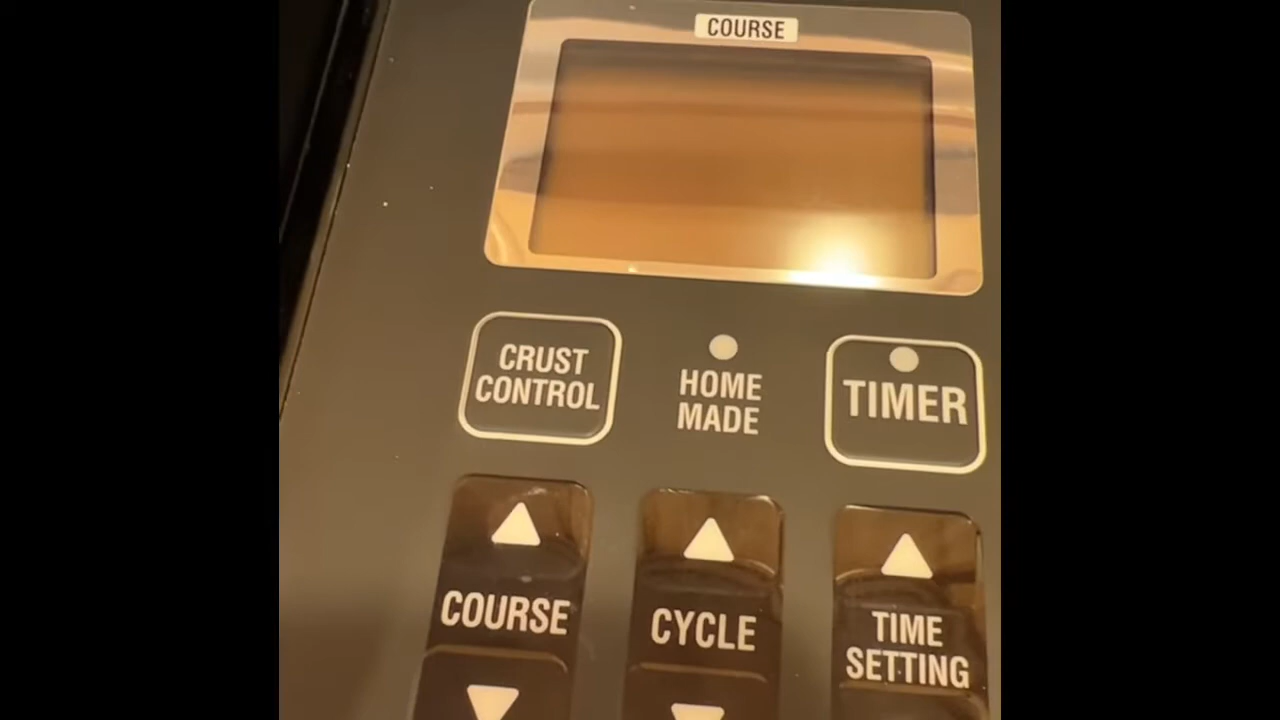 COURSE
CRUST
CONTROL
HOME
MADE
TIMER
COURSE
CYCLE
TIME
SETTING